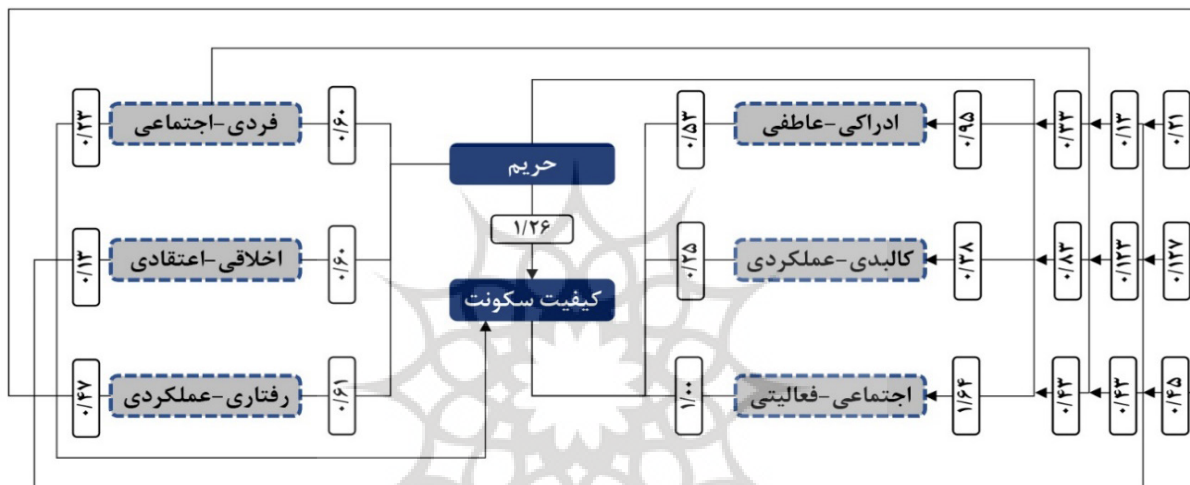 ۰/۲۳
فردی-اجتماعی
۰/۶۰
حریم
۰/۵۳
ادراکی-عاطفی
۰/۹۵
۰/۳۳
۰/۱۳
۰/۲۱
۱/۲۶
۰/۱۳
اخلاقی-اعتقادی
۰/۶۰
کیفیت سکونت
۰/۲۵
کالبدی-عملکردی
۰/۳۸
۰/۸۳
۰/۱۲۳
۰/۱۲۷
۰/۴۷
رفتاری-عملکردی
۰/۶۱
۱/۰۰
اجتماعی-فعالیتی
۱/۶۴
۰/۴۳
۰/۴۳
۰/۴۵